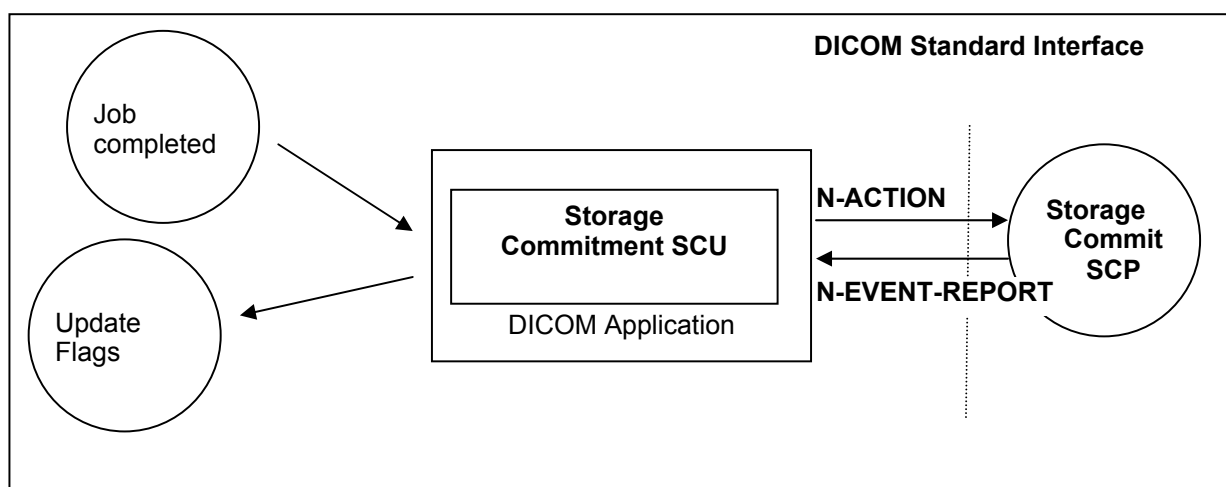 DICOM Standard Interface
Job
completed
Storage
Commitment SCU
DICOM Application
N-ACTION
N-EVENT-REPORT
Storage
Commit
SCP
Update
Flags